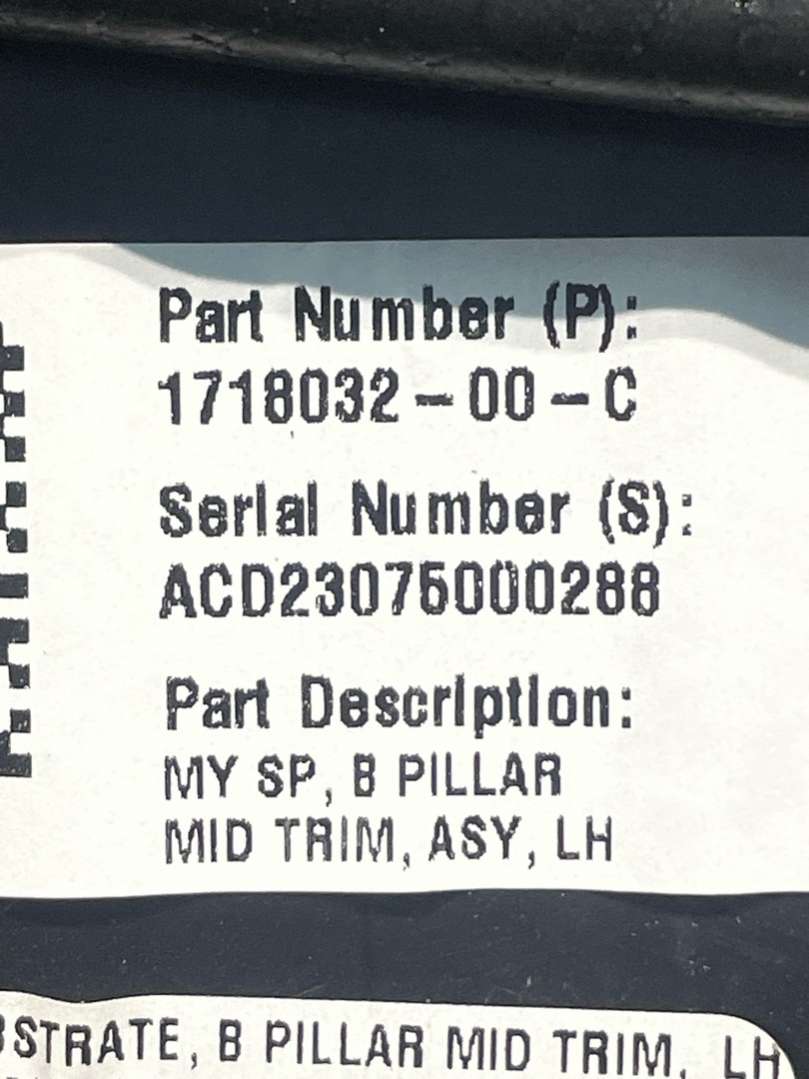 Part Number (P):
1718032-00-C
Serial Number (S):
ACD23075000288
Part Description:
MY SP, B PILLAR
MID TRIM, ASY, LH
STRATE, B PILLAR MID TRIM, LH